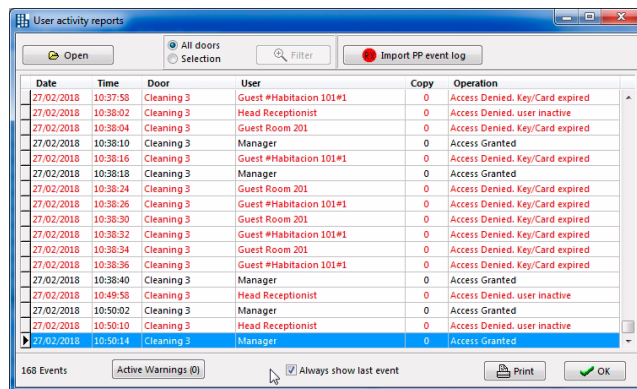 User activity reports
Open
All doors
Selection
Filter
Import PP event log
Date Time Door User Copy Operation
27/02/2018 10:37:58 Cleaning 3 Guest #Habitacion 101#1 0 Access Denied. Key/Card expired
27/02/2018 10:38:02 Cleaning 3 Head Receptionist 0 Access Denied. user inactive
27/02/2018 10:38:04 Cleaning 3 Guest Room 201 0 Access Denied. Key/Card expired
27/02/2018 10:38:10 Cleaning 3 Manager 0 Access Granted
27/02/2018 10:38:16 Cleaning 3 Guest #Habitacion 101#1 0 Access Denied. Key/Card expired
27/02/2018 10:38:18 Cleaning 3 Manager 0 Access Granted
27/02/2018 10:38:24 Cleaning 3 Guest Room 201 0 Access Denied. Key/Card expired
27/02/2018 10:38:26 Cleaning 3 Guest #Habitacion 101#1 0 Access Denied. Key/Card expired
27/02/2018 10:38:30 Cleaning 3 Guest Room 201 0 Access Denied. Key/Card expired
27/02/2018 10:38:32 Cleaning 3 Guest #Habitacion 101#1 0 Access Denied. Key/Card expired
27/02/2018 10:38:34 Cleaning 3 Guest Room 201 0 Access Denied. Key/Card expired
27/02/2018 10:38:36 Cleaning 3 Guest #Habitacion 101#1 0 Access Denied. Key/Card expired
27/02/2018 10:38:40 Cleaning 3 Manager 0 Access Granted
27/02/2018 10:49:58 Cleaning 3 Head Receptionist 0 Access Denied. user inactive
27/02/2018 10:50:02 Cleaning 3 Manager 0 Access Granted
27/02/2018 10:50:10 Cleaning 3 Head Receptionist 0 Access Denied. user inactive
27/02/2018 10:50:14 Cleaning 3 Manager 0 Access Granted
168 Events
Active Warnings (0)
Always show last event
Print
OK